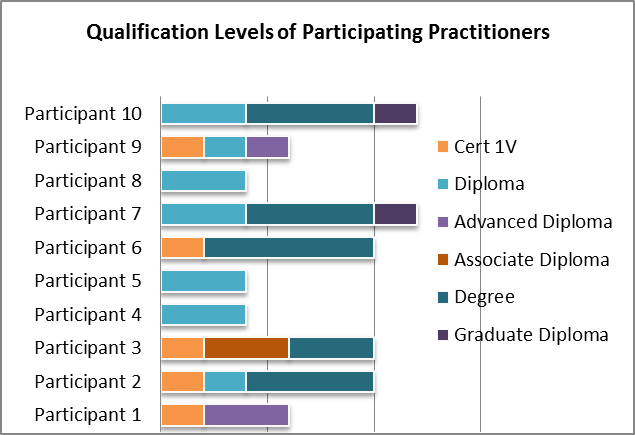 Qualification Levels of Participating Practitioners
Participant 10
Participant 9
Participant 8
Participant 7
Participant 6
Participant 5
Participant 4
Participant 3
Participant 2
Participant 1
Cert 1V
Diploma
Advanced Diploma
Associate Diploma
Degree
Graduate Diploma